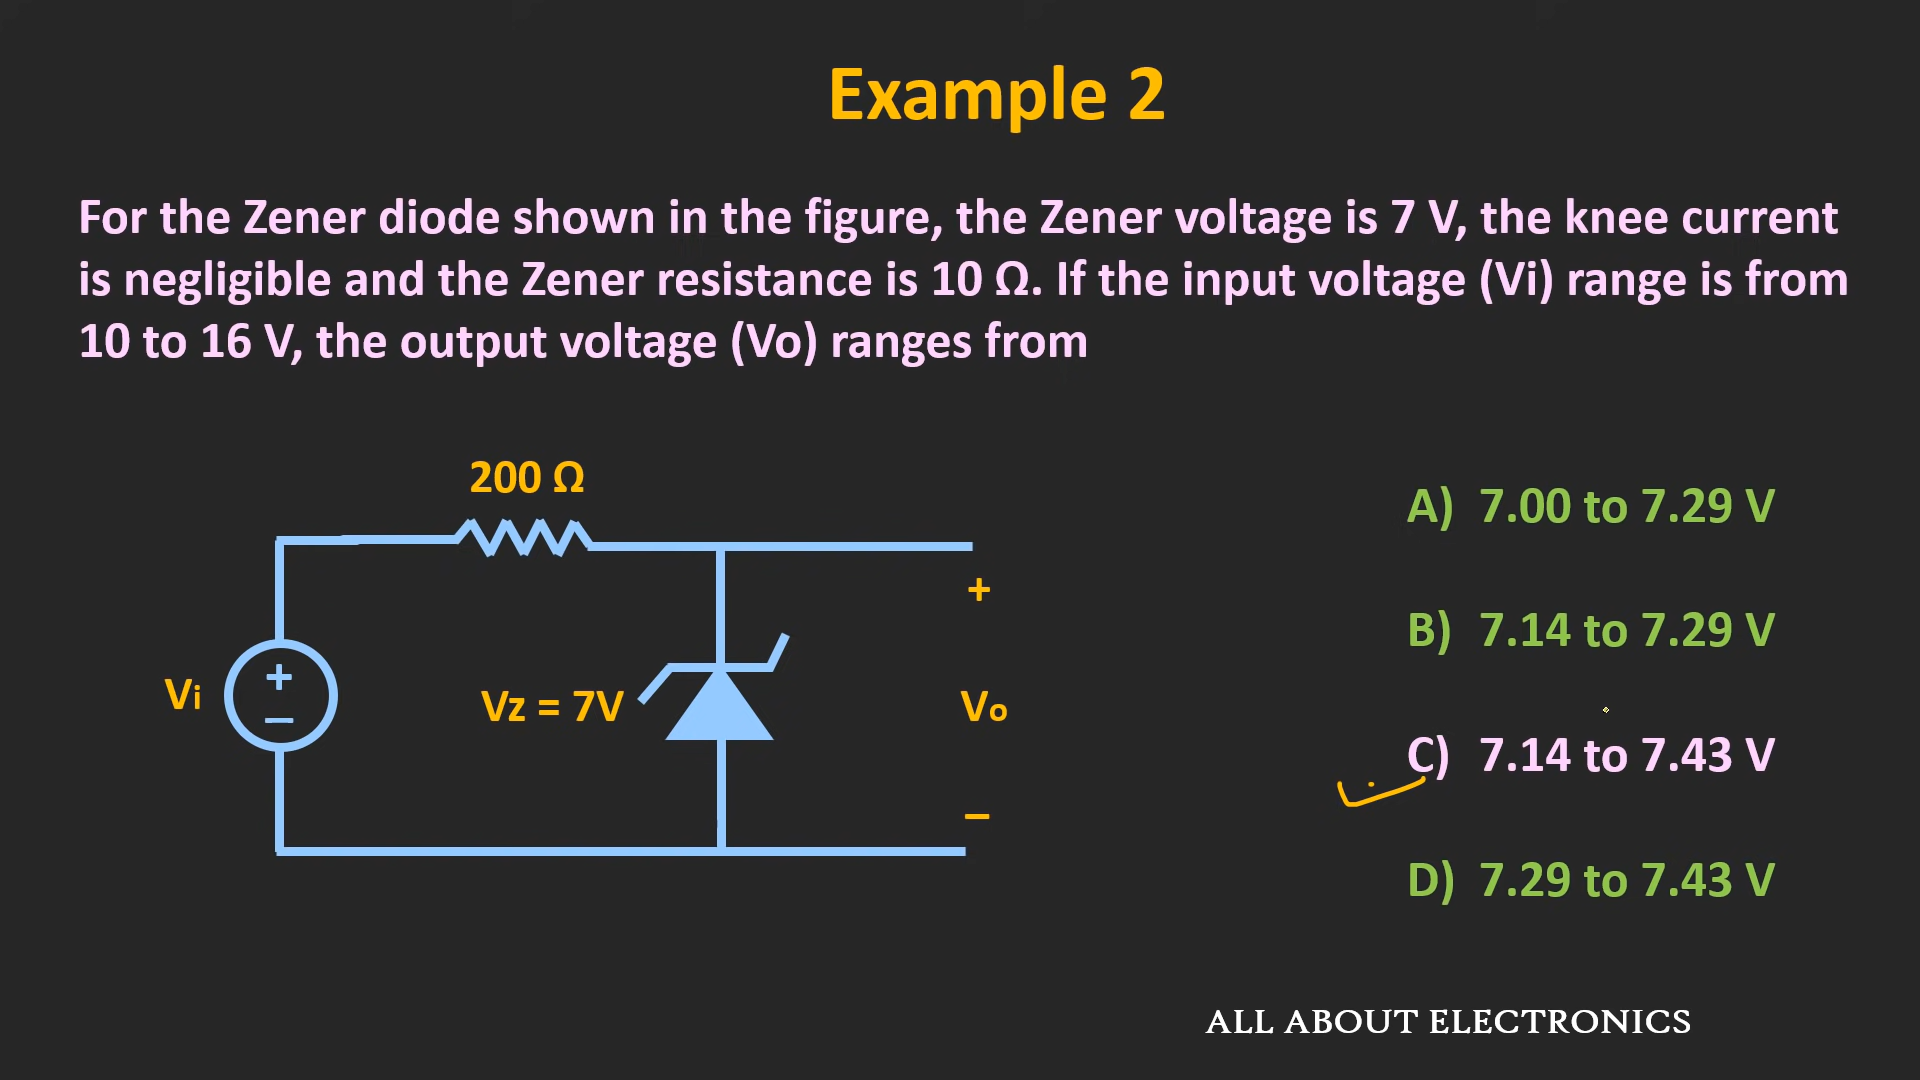 Example 2
For the Zener diode shown in the figure, the Zener voltage is 7 V, the knee current
is negligible and the Zener resistance is 10 Ω. If the input voltage (Vi) range is from
10 to 16 V, the output voltage (Vo) ranges from
200 Ω
+
Vi
+
–
Vz = 7V
Vo
–
A) 7.00 to 7.29 V
B) 7.14 to 7.29 V
C) 7.14 to 7.43 V
D) 7.29 to 7.43 V
ALL ABOUT ELECTRONICS